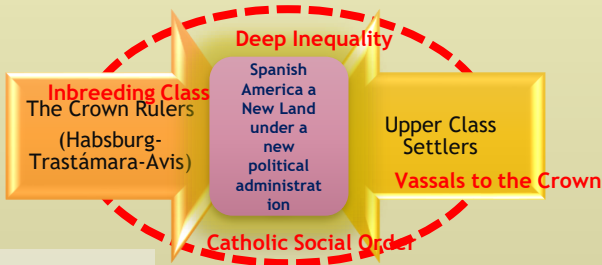 Deep Inequality
Inbreeding Class
The Crown Rulers
(Habsburg-
Trastámara-Avis)
Spanish
America a
New Land
under a
new
political
administrat
ion
Upper Class
Settlers
Vassals to the Crown
Catholic Social Order